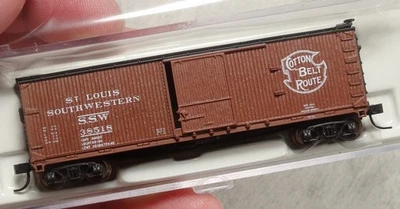 ST. LOUIS
SOUTHWESTERN
SSW
38518
COTTON
BELT
ROUTE